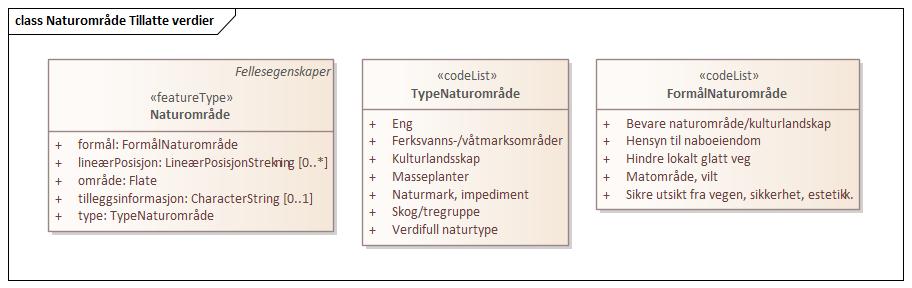 class Naturområde Tillatte verdier
Fellesegenskaper
«featureType»
Naturområde
+ formål: FormålNaturområde
+ lineærPosisjon: LineærPosisjonStrekning [0..*]
+ område: Flate
+ tilleggsinformasjon: CharacterString [0..1]
+ type: TypeNaturområde
«codeList»
TypeNaturområde
+ Eng
+ Ferksvanns-/våtmarksområder
+ Kulturlandsskap
+ Masseplanter
+ Naturmark, impediment
+ Skog/tregruppe
+ Verdifull naturtype
«codeList»
FormålNaturområde
+ Bevare naturområde/kulturlandskap
+ Hensyn til naboeiendom
+ Hindre lokalt glatt veg
+ Matområde, vilt
+ Sikre utsikt fra vegen, sikkerhet, estetikk.